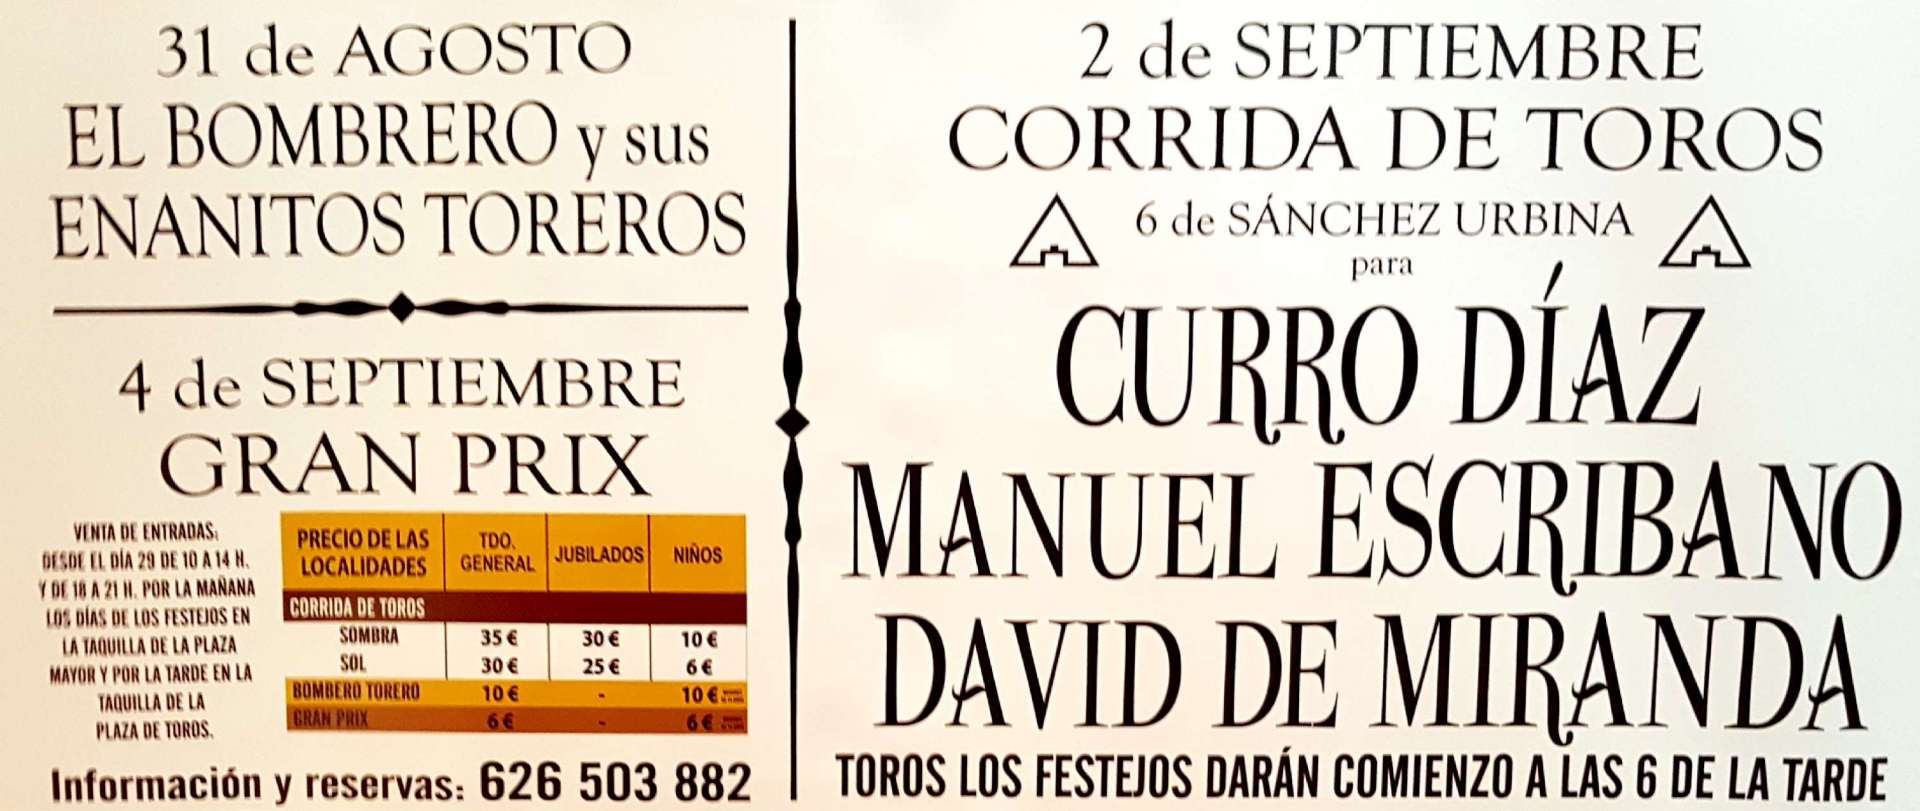 31 de AGOSTO
EL BOMBRERO y sus
ENANITOS TOREROS
4 de SEPTIEMBRE
GRAN PRIX
VENTA DE ENTRADAS:
DESDE EL DÍA 29 DE 10 A 14 H.
Y DE 18 A 21 H. POR LA MAÑANA
LOS DÍAS DE LOS FESTEJOS EN
LA TAQUILLA DE LA PLAZA
MAYOR Y POR LA TARDE EN LA
TAQUILLA DE LA
PLAZA DE TOROS.
PRECIO DE LAS LOCALIDADES TDO. GENERAL JUBILADOS NIÑOS
CORRIDA DE TOROS
SOMBRA 35 € 30 € 10 €
SOL 30 € 25 € 6 €
BOMBERO TORERO 10 € - 10 €
GRAN PRIX 6 € - 6 €
Información y reservas: 626 503 882
2 de SEPTIEMBRE
CORRIDA DE TOROS
6 de SÁNCHEZ URBINA
para
CURRO DÍAZ
MANUEL ESCRIBANO
DAVID DE MIRANDA
TOROS LOS FESTEJOS DARÁN COMIENZO A LAS 6 DE LA TARDE